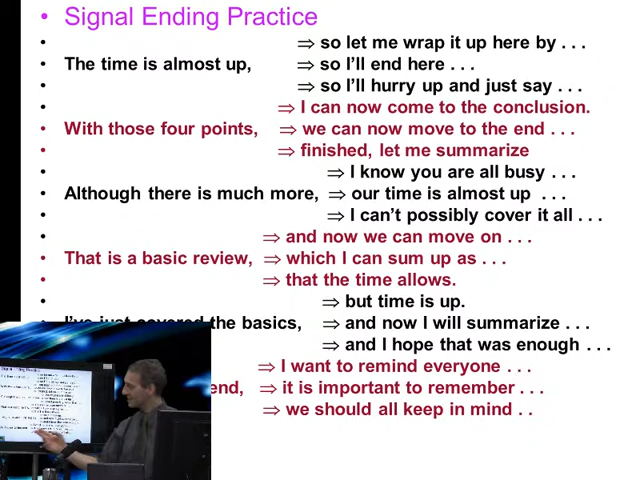 • Signal Ending Practice
• ⇒ so let me wrap it up here by . . .
• The time is almost up, ⇒ so I'll end here . . .
• ⇒ so I'll hurry up and just say . . .
• ⇒ I can now come to the conclusion.
• With those four points, ⇒ we can now move to the end . . .
• ⇒ finished, let me summarize
• ⇒ I know you are all busy . . .
• Although there is much more, ⇒ our time is almost up . . .
• ⇒ I can't possibly cover it all . . .
• ⇒ and now we can move on . . .
• That is a basic review, ⇒ which I can sum up as . . .
• ⇒ that the time allows.
• ⇒ but time is up.
• I've just covered the basics, ⇒ and now I will summarize . . .
⇒ and I hope that was enough . . .
⇒ I want to remind everyone . . .
end, ⇒ it is important to remember . . .
⇒ we should all keep in mind . .
Signal Ending Practice